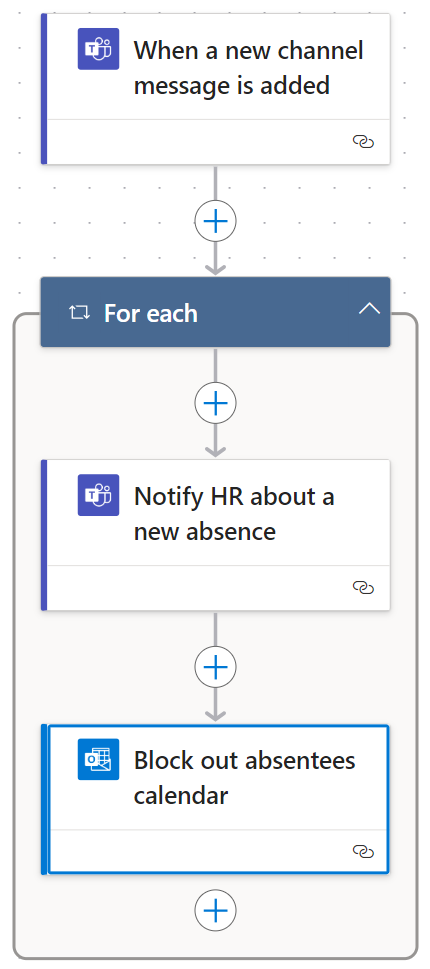 When a new channel
message is added
For each
Notify HR about a
new absence
Block out absentees
calendar